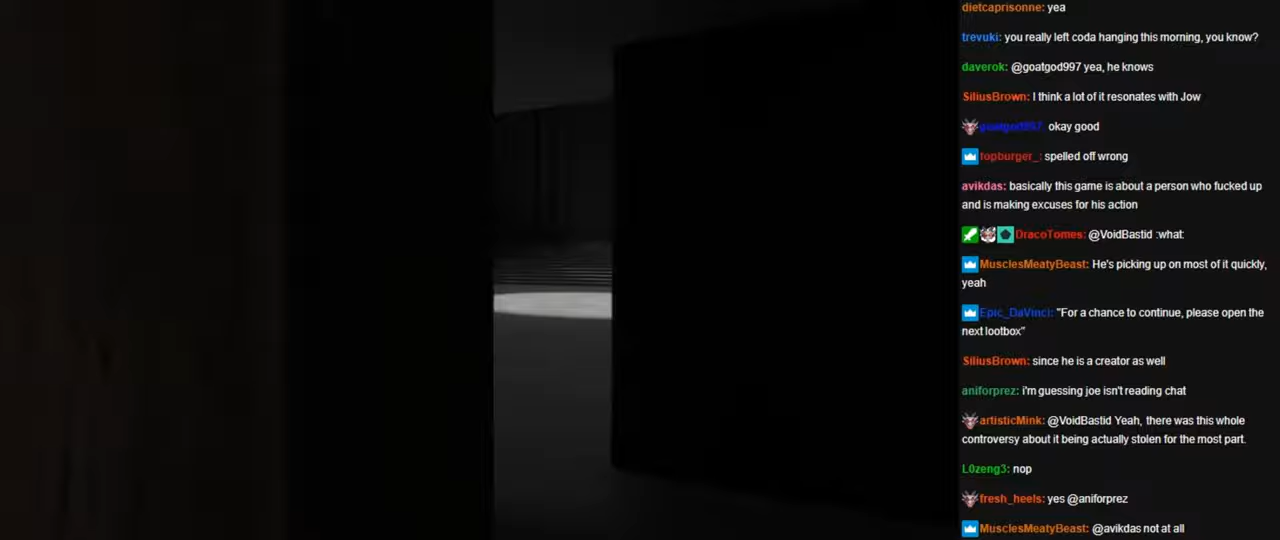 dietcaprisonne: yea
trevuki: you really left coda hanging this morning, you know?
daverok: @goatgod997 yea, he knows
SiliusBrown: I think a lot of it resonates with Jow
goatgod997: okay good
topburger_: spelled off wrong
avikdas: basically this game is about a person who fucked up
and is making excuses for his action
DracoTomes: @VoidBastid :what:
MusclesMeatyBeast: He's picking up on most of it quickly,
yeah
Epic_DaVinci: "For a chance to continue, please open the
next lootbox"
SiliusBrown: since he is a creator as well
aniforprez: i'm guessing joe isn't reading chat
artisticMink: @VoidBastid Yeah, there was this whole
controversy about it being actually stolen for the most part.
L0zeng3: nop
fresh_heels: yes @aniforprez
MusclesMeatyBeast: @avikdas not at all